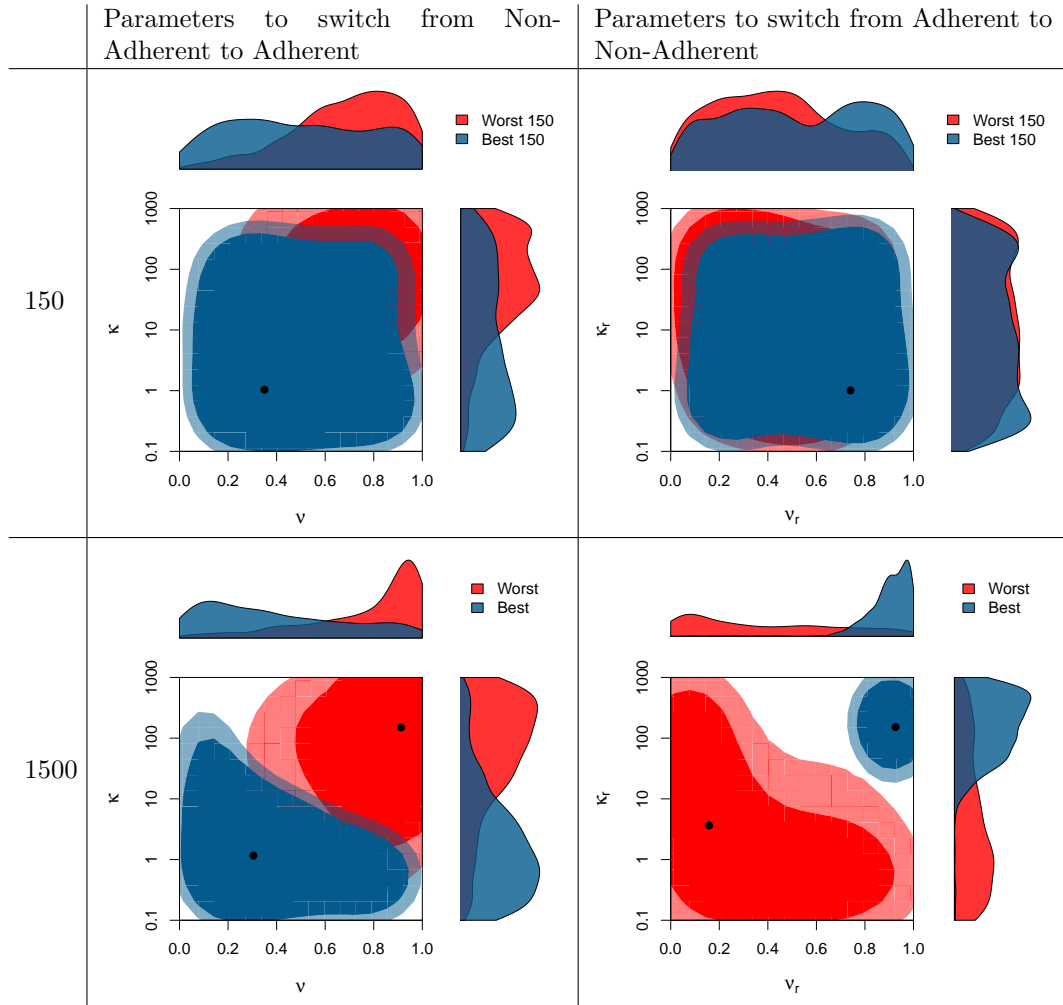 Parameters to switch from Non-
Adherent to Adherent
Parameters to switch from Adherent to
Non-Adherent
150
Worst 150
Best 150
1000
100
10
1
0.1
κ
0.0 0.2 0.4 0.6 0.8 1.0
ν
Worst 150
Best 150
1000
100
10
1
0.1
κr
0.0 0.2 0.4 0.6 0.8 1.0
νr
1500
Worst
Best
1000
100
10
1
0.1
κ
0.0 0.2 0.4 0.6 0.8 1.0
ν
Worst
Best
1000
100
10
1
0.1
κr
0.0 0.2 0.4 0.6 0.8 1.0
νr